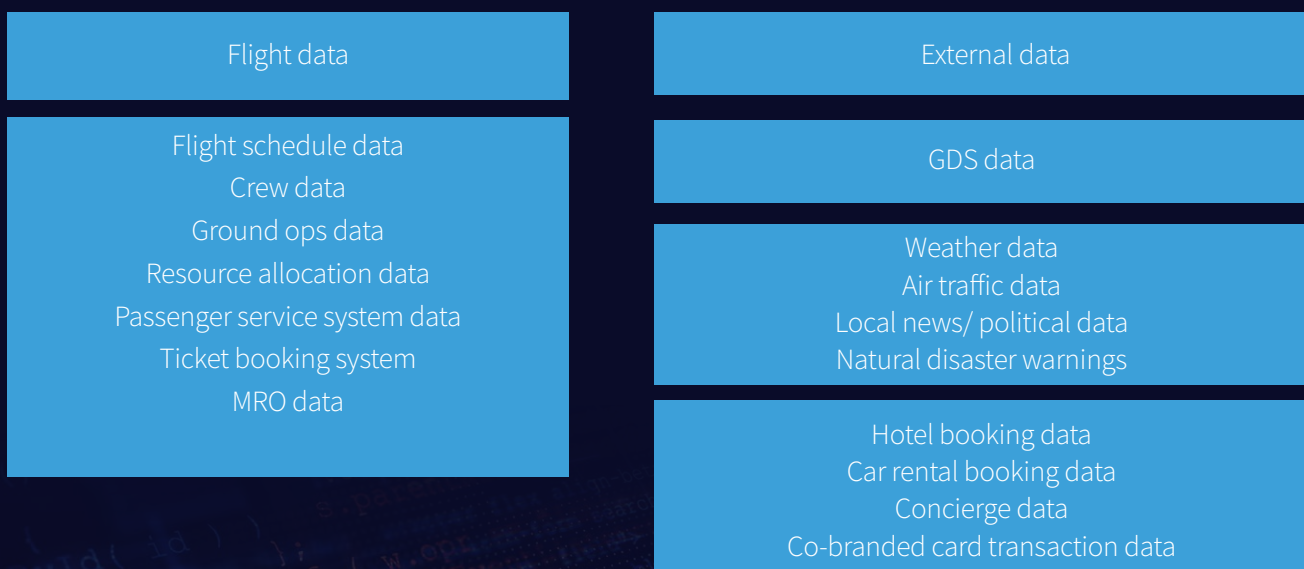 Flight data
Flight schedule data
Crew data
Ground ops data
Resource allocation data
Passenger service system data
Ticket booking system
MRO data
External data
GDS data
Weather data
Air traffic data
Local news/ political data
Natural disaster warnings
Hotel booking data
Car rental booking data
Concierge data
Co-branded card transaction data